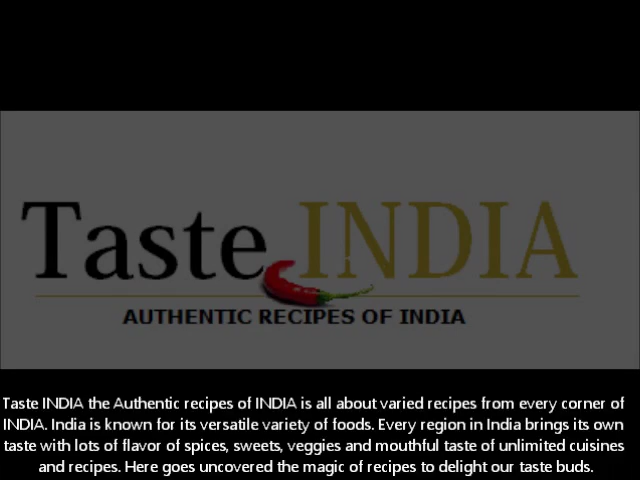 Taste INDIA
AUTHENTIC RECIPES OF INDIA
Taste INDIA the Authentic recipes of INDIA is all about varied recipes from every corner of
INDIA. India is known for its versatile variety of foods. Every region in India brings its own
taste with lots of flavor of spices, sweets, veggies and mouthful taste of unlimited cuisines
and recipes. Here goes uncovered the magic of recipes to delight our taste buds.